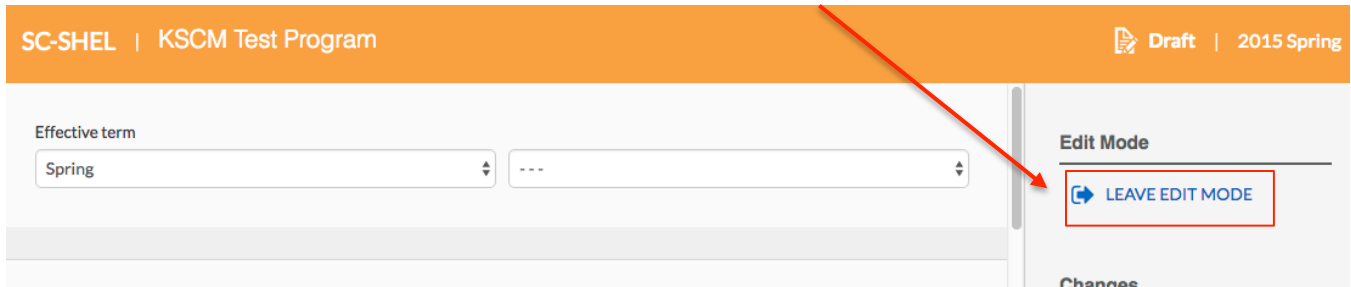 SC-SHEL | KSCM Test Program
Draft | 2015 Spring
Effective term
Spring
---
Edit Mode
LEAVE EDIT MODE
Changes